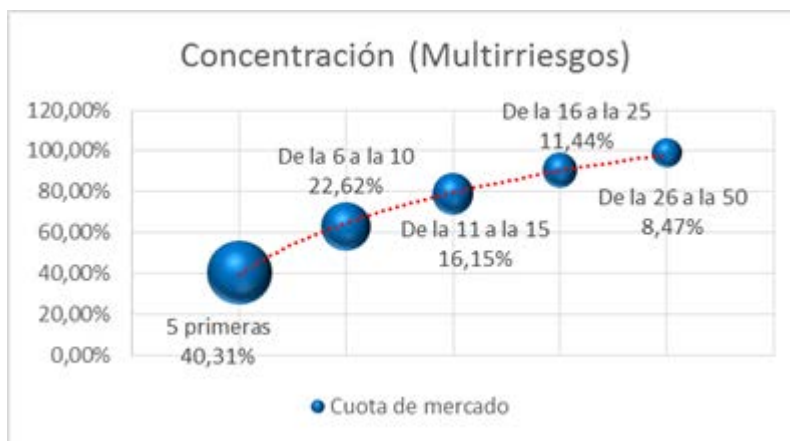 Concentración (Multirriesgos)
120,00%
100,00%
80,00%
60,00%
40,00%
20,00%
0,00%
5 primeras
40,31%
De la 6 a la 10
22,62%
De la 11 a la 15
16,15%
De la 16 a la 25
11,44%
De la 26 a la 50
8,47%
Cuota de mercado